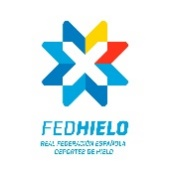 FEDHIELO
REAL FEDERACIÓN ESPAÑOLA
DEPORTES DE HIELO